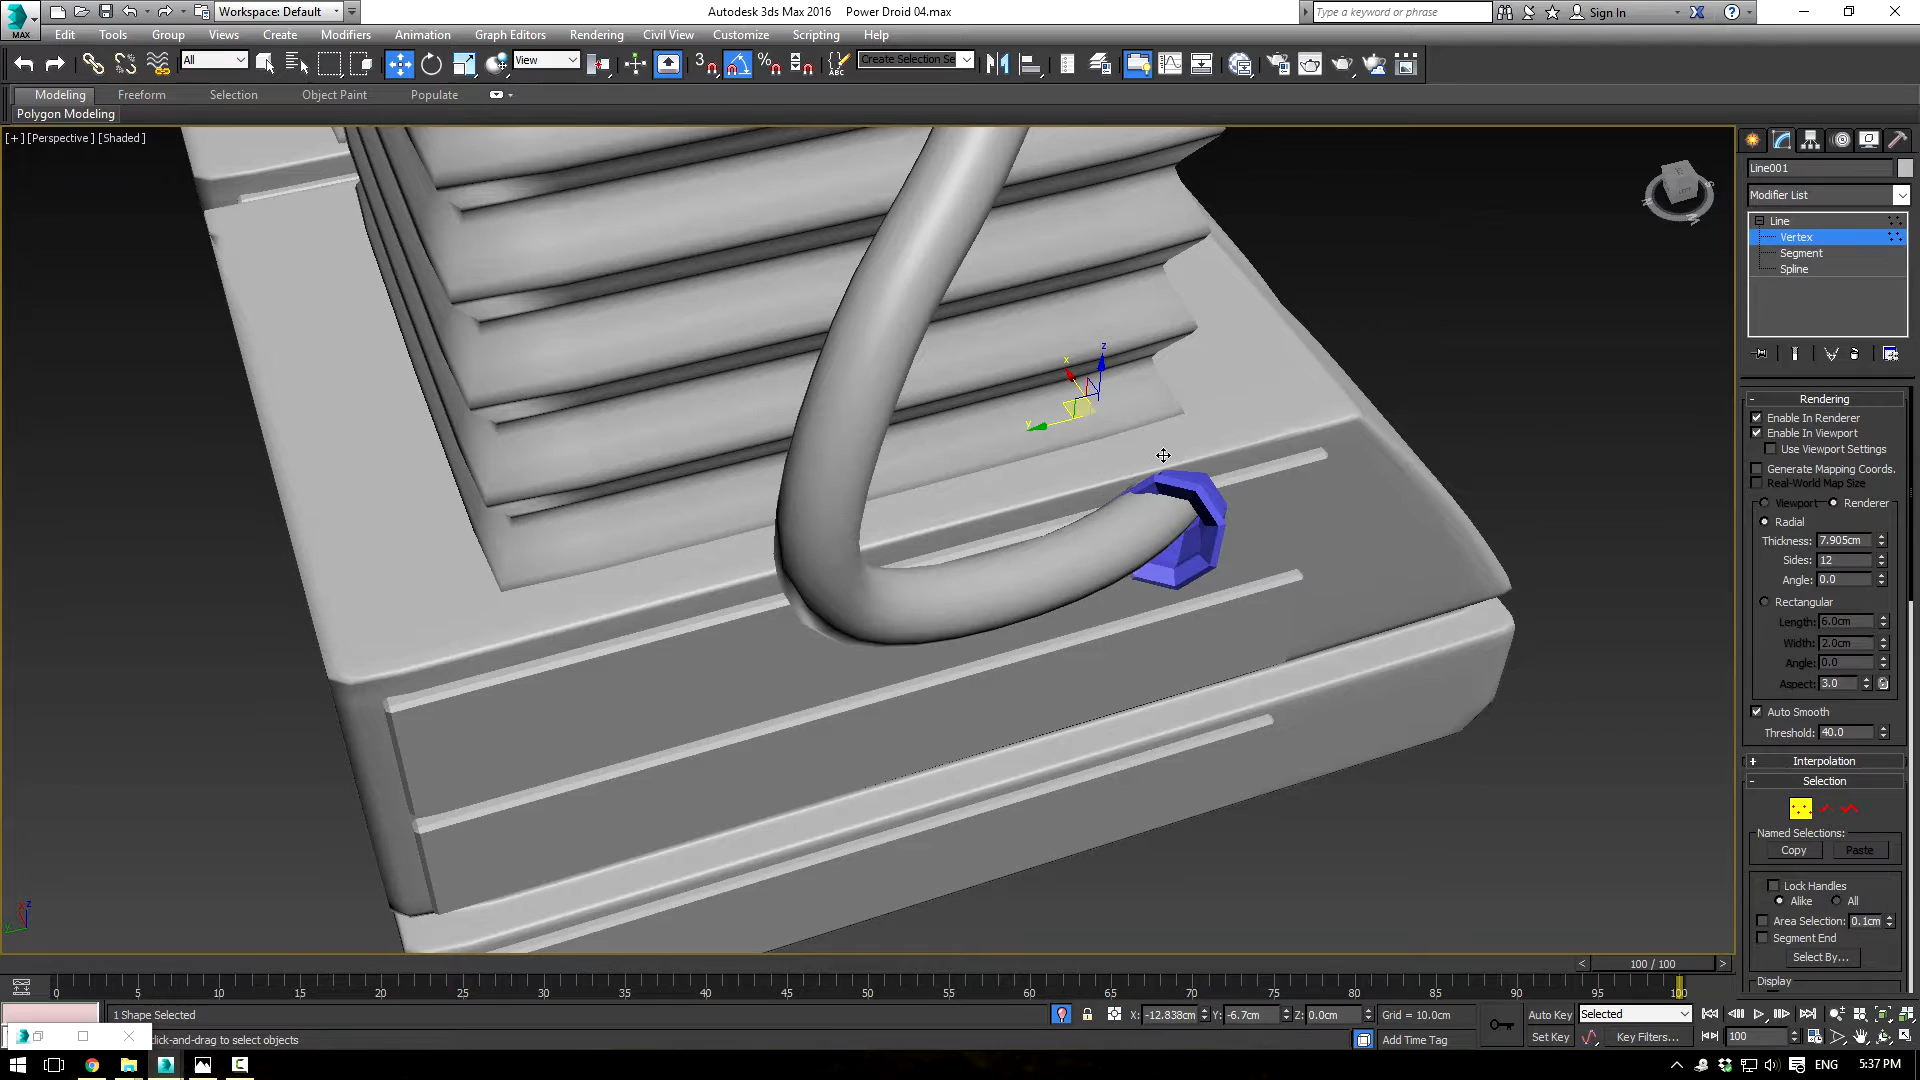 MAX
Workspace: Default
Autodesk 3ds Max 2016    Power Droid 04.max
Type a keyword or phrase
Sign In
Edit Tools Group Views Create Modifiers Animation Graph Editors Rendering Civil View Customize Scripting Help
All
View
3
ABC
Create Selection Se
Modeling Freeform Selection Object Paint Populate
Polygon Modeling
[+] [Perspective ] [Shaded ]
Line001
Modifier List
Line
Vertex
Segment
Spline
x
y
z
Rendering
Enable In Renderer
Enable In Viewport
Use Viewport Settings
Generate Mapping Coords.
Real-World Map Size
Viewport Renderer
Radial
Thickness: 7.905cm
Sides: 12
Angle: 0.0
Rectangular
Length: 6.0cm
Width: 2.0cm
Angle: 0.0
Aspect: 3.0
Auto Smooth
Threshold: 40.0
+ Interpolation
- Selection
Named Selections:
Copy Paste
Lock Handles
Alike All
Area Selection: 0.1cm
Segment End
Select By...
Display
< 100 / 100 >
0 5 10 15 20 25 30 35 40 45 50 55 60 65 70 75 80 85 90 95 100
1 Shape Selected
X: -12.838cm Y: -6.7cm Z: 0.0cm Grid = 10.0cm
Auto Key Selected
click-and-drag to select objects
Add Time Tag
Set Key Key Filters... 100
ENG 5:37 PM